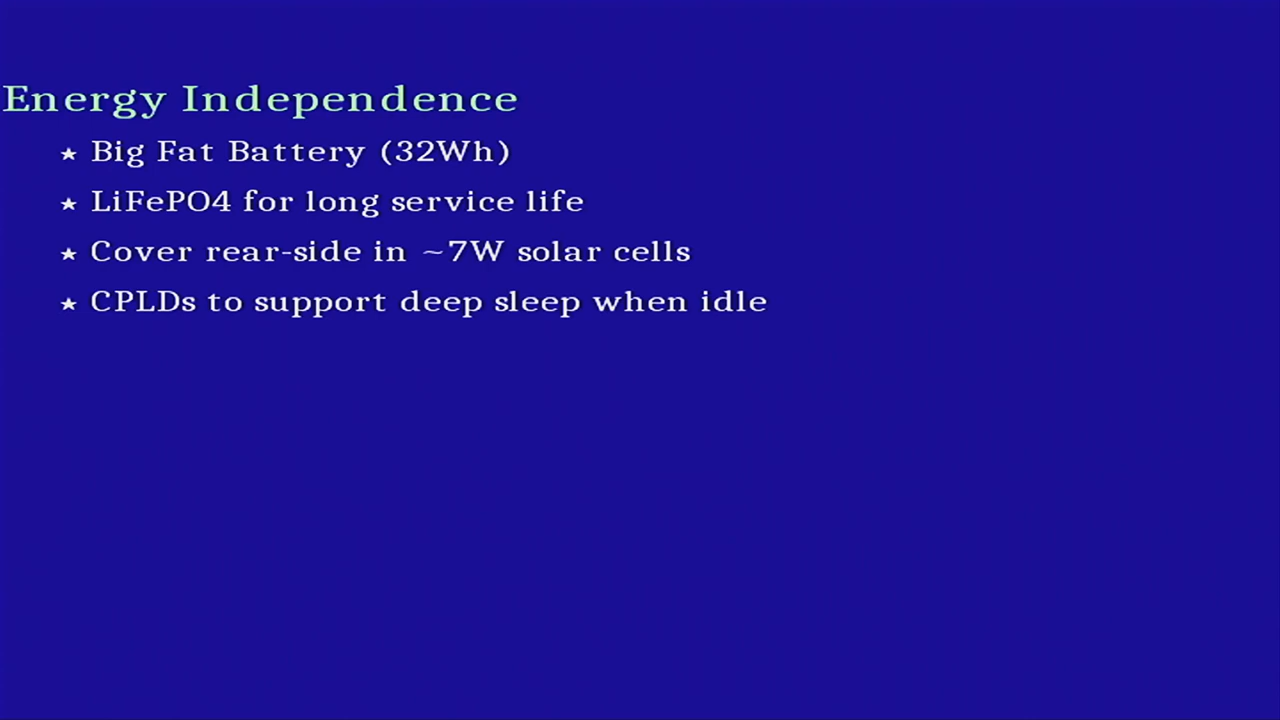 Energy Independence
★ Big Fat Battery (32Wh)
★ LiFePO4 for long service life
★ Cover rear-side in ~7W solar cells
★ CPLDs to support deep sleep when idle